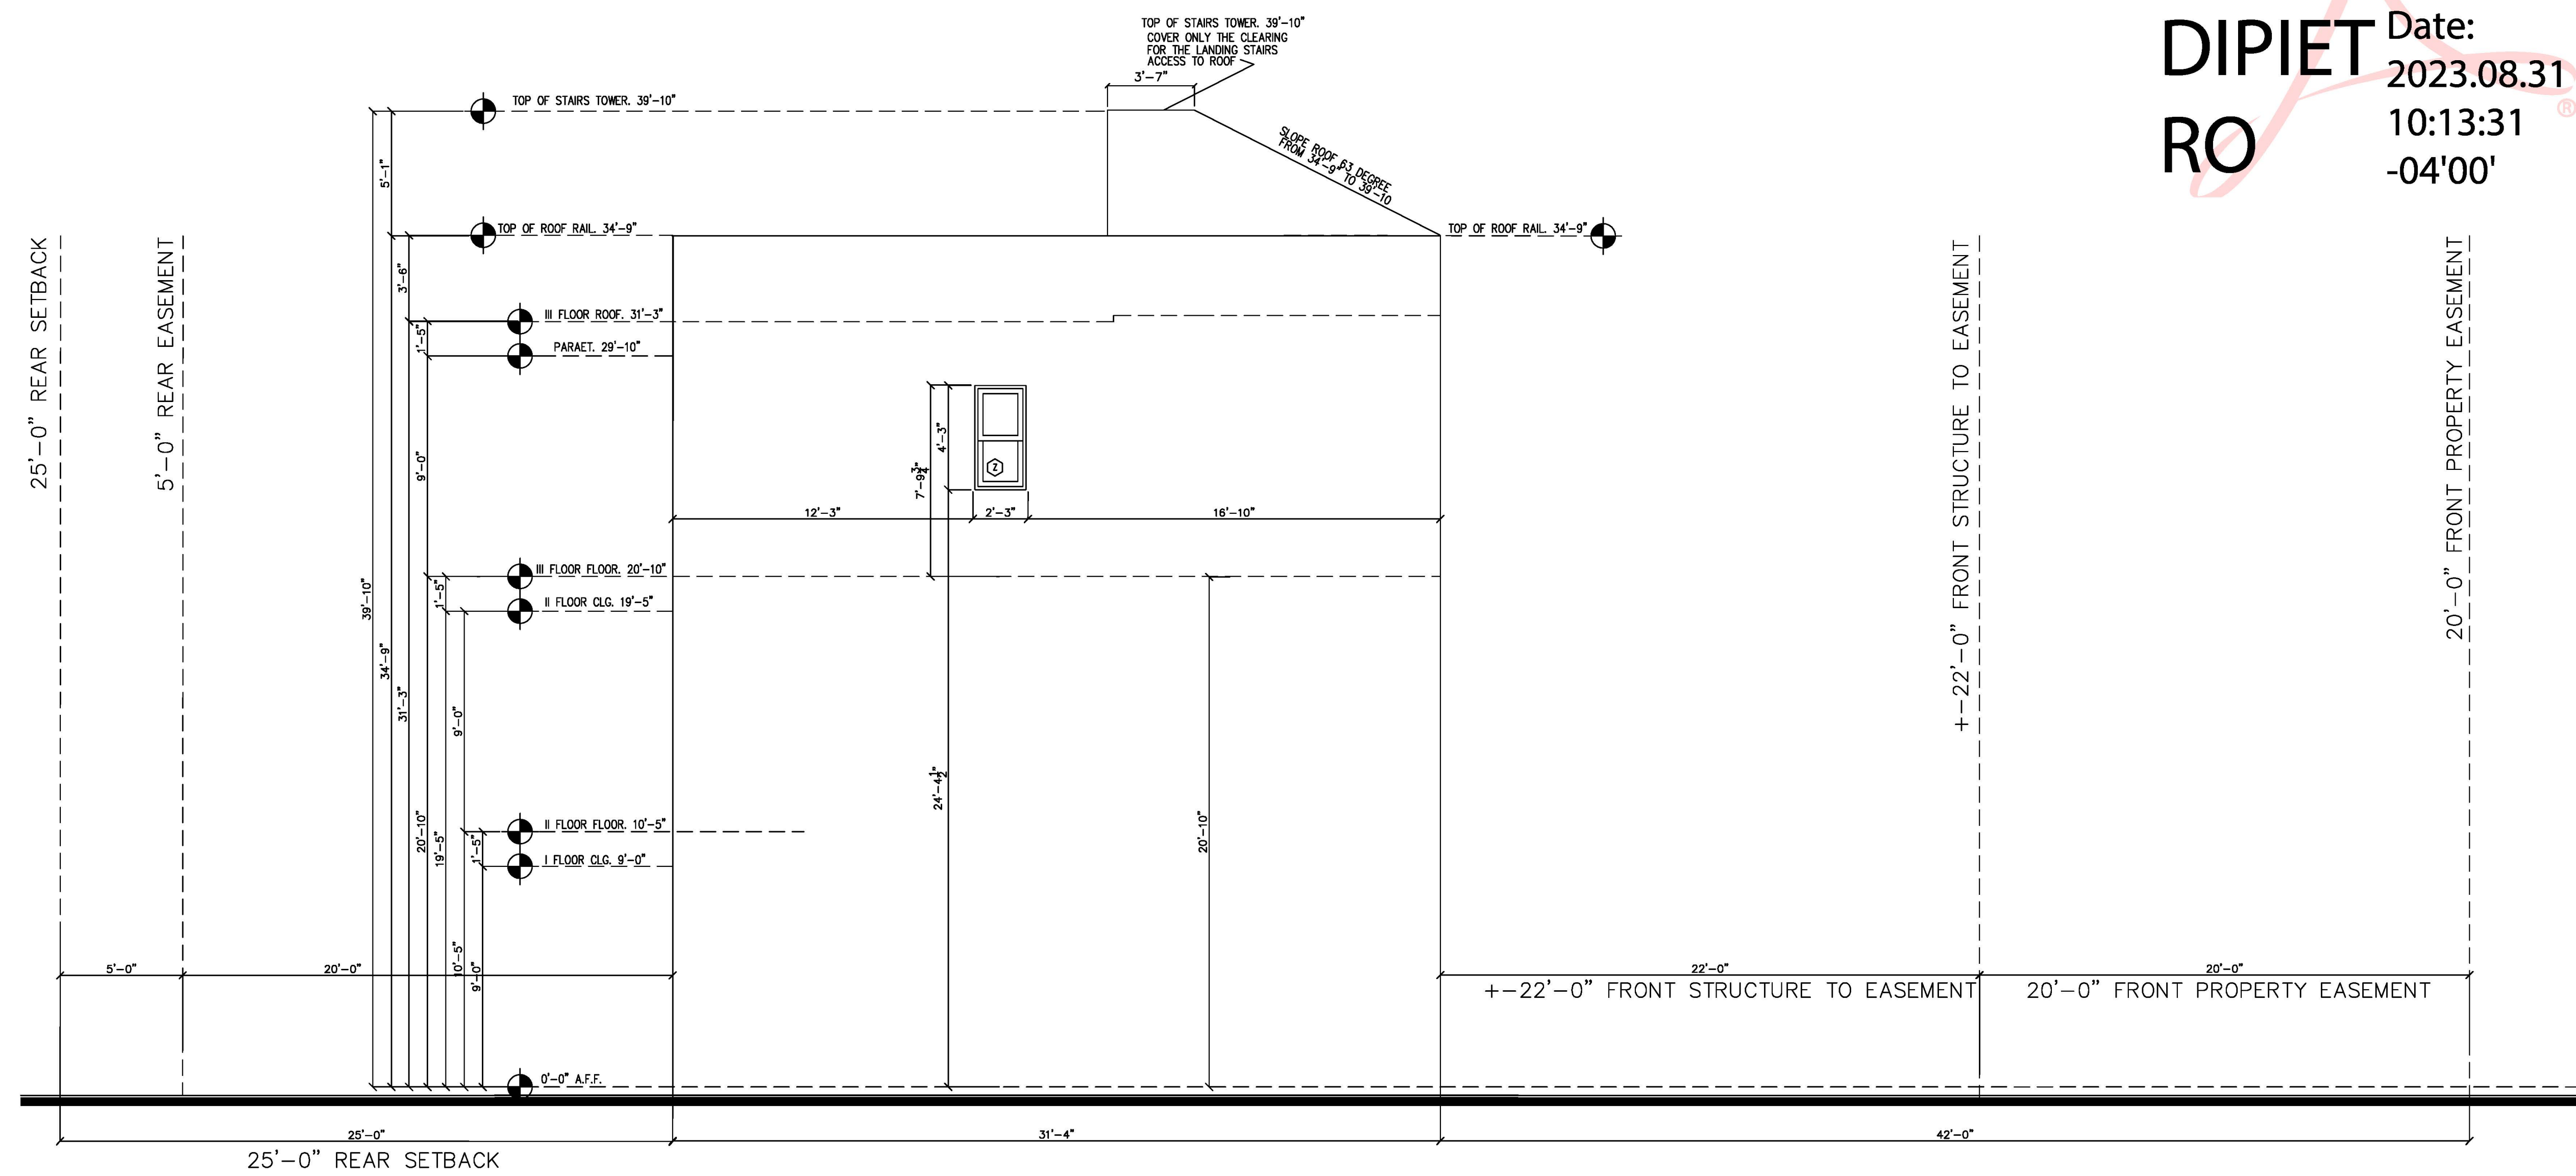 DIPIET
RO
Date:
2023.08.31
10:13:31
-04'00'
®
TOP OF STAIRS TOWER. 39'-10"
COVER ONLY THE CLEARING
FOR THE LANDING STAIRS
ACCESS TO ROOF
3'-7"
TOP OF STAIRS TOWER. 39'-10"
SLOPE ROOF 63 DEGREE
FROM 34'-9" TO 39'-10
5'-1"
TOP OF ROOF RAIL. 34'-9"
TOP OF ROOF RAIL. 34'-9"
25'-0" REAR SETBACK
5'-0" REAR EASEMENT
+-22'-0" FRONT STRUCTURE TO EASEMENT
20'-0" FRONT PROPERTY EASEMENT
3'-6"
III FLOOR ROOF. 31'-3"
1'-5"
PARAET. 29'-10"
9'-0"
4'-3"
7'-9 3/4"
Z
12'-3"
2'-3"
16'-10"
III FLOOR FLOOR. 20'-10"
1'-5"
II FLOOR CLG. 19'-5"
39'-10"
34'-9"
31'-3"
9'-0"
24'-4 1/2"
20'-10"
20'-10"
19'-5"
II FLOOR FLOOR. 10'-5"
1'-5"
I FLOOR CLG. 9'-0"
10'-5"
9'-0"
5'-0"
20'-0"
22'-0"
20'-0"
+-22'-0" FRONT STRUCTURE TO EASEMENT
20'-0" FRONT PROPERTY EASEMENT
0'-0" A.F.F.
25'-0"
31'-4"
42'-0"
25'-0" REAR SETBACK